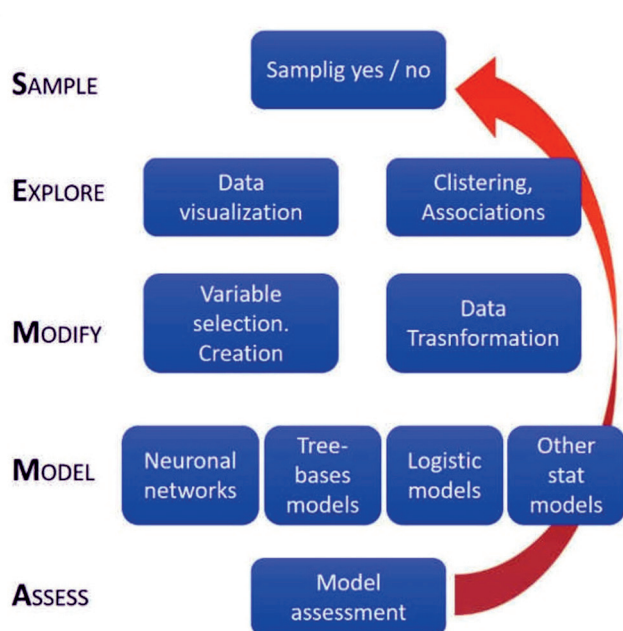 SAMPLE
Samplig yes / no
EXPLORE
Data
visualization
Clistering,
Associations
MODIFY
Variable
selection.
Creation
Data
Trasnformation
MODEL
Neuronal
networks
Tree-
bases
models
Logistic
models
Other
stat
models
ASSESS
Model
assessment